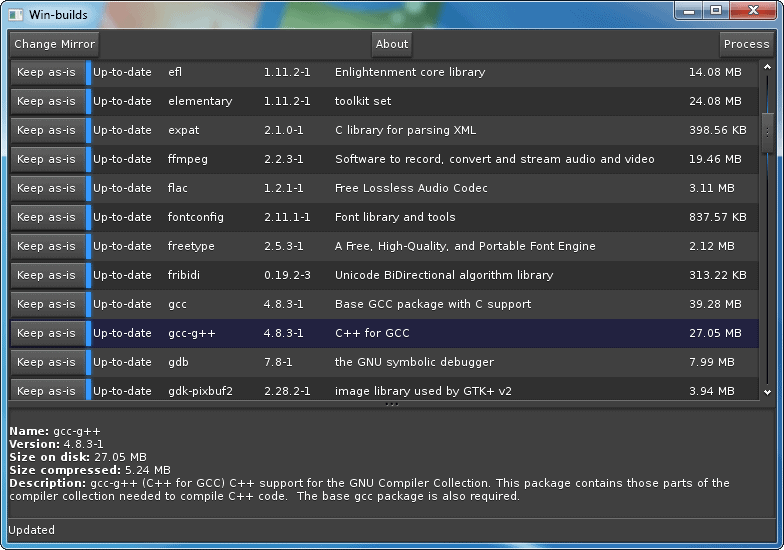 Win-builds
Change Mirror About Process
Keep as-is Up-to-date efl 1.11.2-1 Enlightenment core library 14.08 MB
Keep as-is Up-to-date elementary 1.11.2-1 toolkit set 24.08 MB
Keep as-is Up-to-date expat 2.1.0-1 C library for parsing XML 398.56 KB
Keep as-is Up-to-date ffmpeg 2.2.3-1 Software to record, convert and stream audio and video 19.46 MB
Keep as-is Up-to-date flac 1.2.1-1 Free Lossless Audio Codec 3.11 MB
Keep as-is Up-to-date fontconfig 2.11.1-1 Font library and tools 837.57 KB
Keep as-is Up-to-date freetype 2.5.3-1 A Free, High-Quality, and Portable Font Engine 2.12 MB
Keep as-is Up-to-date fribidi 0.19.2-3 Unicode BiDirectional algorithm library 313.22 KB
Keep as-is Up-to-date gcc 4.8.3-1 Base GCC package with C support 39.28 MB
Keep as-is Up-to-date gcc-g++ 4.8.3-1 C++ for GCC 27.05 MB
Keep as-is Up-to-date gdb 7.8-1 the GNU symbolic debugger 7.99 MB
Keep as-is Up-to-date gdk-pixbuf2 2.28.2-1 image library used by GTK+ v2 3.94 MB
Name: gcc-g++
Version: 4.8.3-1
Size on disk: 27.05 MB
Size compressed: 5.24 MB
Description: gcc-g++ (C++ for GCC) C++ support for the GNU Compiler Collection. This package contains those parts of the
compiler collection needed to compile C++ code.  The base gcc package is also required.
Updated